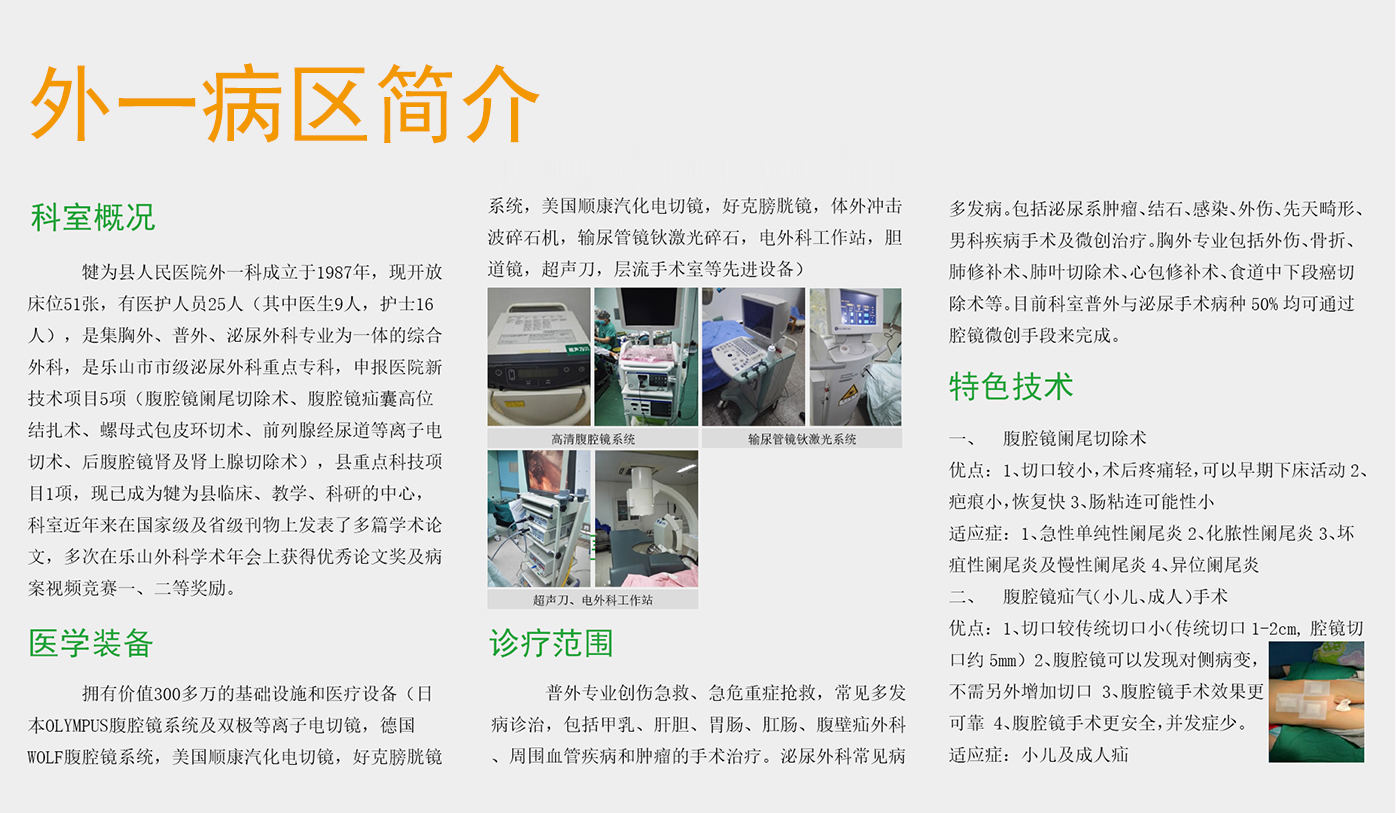 外一病区简介
科室概况
犍为县人民医院外一科成立于1987年，现开放
床位51张，有医护人员25人（其中医生9人，护士16
人），是集胸外、普外、泌尿外科专业为一体的综合
外科，是乐山市市级泌尿外科重点专科，申报医院新
技术项目5项（腹腔镜阑尾切除术、腹腔镜疝囊高位
结扎术、螺母式包皮环切术、前列腺经尿道等离子电
切术、后腹腔镜肾及肾上腺切除术），县重点科技项
目1项，现已成为犍为县临床、教学、科研的中心，
科室近年来在国家级及省级刊物上发表了多篇学术论
文，多次在乐山外科学术年会上获得优秀论文奖及病
案视频竞赛一、二等奖励。
医学装备
拥有价值300多万的基础设施和医疗设备（日
本OLYMPUS腹腔镜系统及双极等离子电切镜，德国
WOLF腹腔镜系统，美国顺康汽化电切镜，好克膀胱镜
系统，美国顺康汽化电切镜，好克膀胱镜，体外冲击
波碎石机，输尿管镜钬激光碎石，电外科工作站，胆
道镜，超声刀，层流手术室等先进设备）
高清腹腔镜系统
输尿管镜钬激光系统
超声刀、电外科工作站
诊疗范围
普外专业创伤急救、急危重症抢救，常见多发
病诊治，包括甲乳、肝胆、胃肠、肛肠、腹壁疝外科
、周围血管疾病和肿瘤的手术治疗。泌尿外科常见病
多发病。包括泌尿系肿瘤、结石、感染、外伤、先天畸形、
男科疾病手术及微创治疗。胸外专业包括外伤、骨折、
肺修补术、肺叶切除术、心包修补术、食道中下段癌切
除术等。目前科室普外与泌尿手术病种 50% 均可通过
腔镜微创手段来完成。
特色技术
一、 腹腔镜阑尾切除术
优点：1、切口较小，术后疼痛轻，可以早期下床活动 2、
疤痕小，恢复快 3、肠粘连可能性小
适应症：1、急性单纯性阑尾炎 2、化脓性阑尾炎 3、坏
疽性阑尾炎及慢性阑尾炎 4、异位阑尾炎
二、 腹腔镜疝气（小儿、成人）手术
优点：1、切口较传统切口小（传统切口 1-2cm, 腔镜切
口约 5mm）2、腹腔镜可以发现对侧病变，
不需另外增加切口 3、腹腔镜手术效果更
可靠 4、腹腔镜手术更安全，并发症少。
适应症：小儿及成人疝